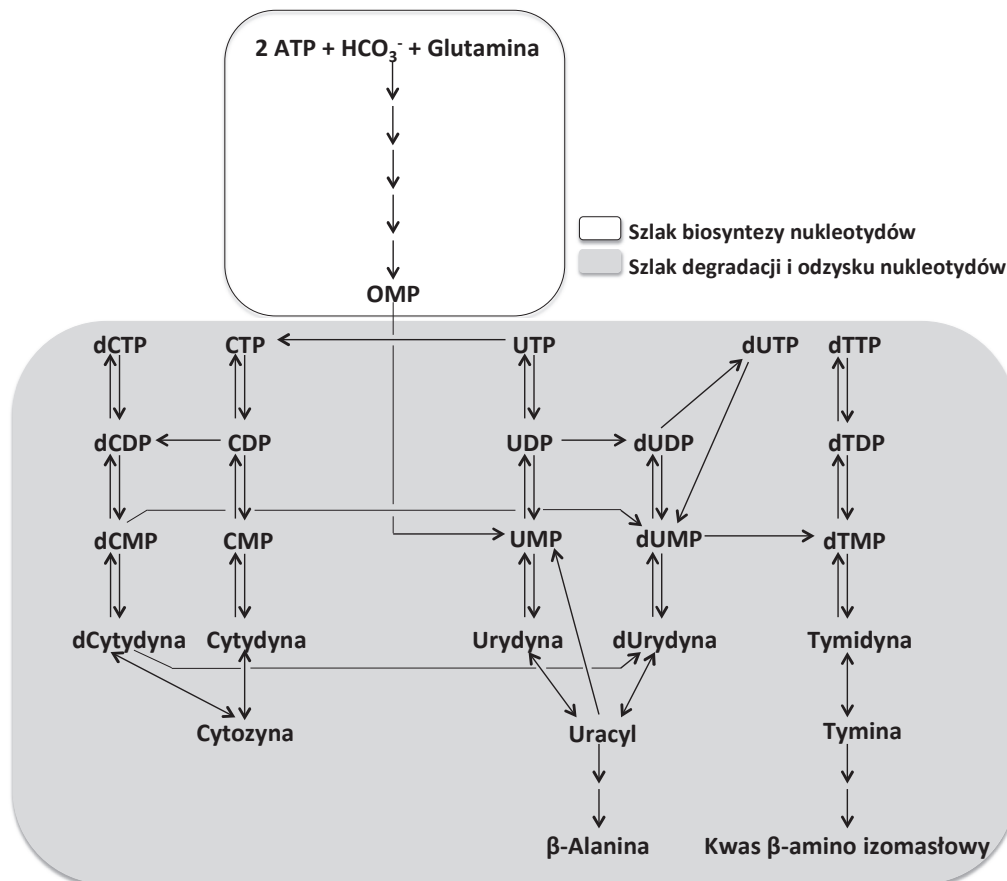 2 ATP + HCO₃⁻ + Glutamina
OMP
Szlak biosyntezy nukleotydów
Szlak degradacji i odzysku nukleotydów
dCTP CTP UTP dUTP dTTP
dCDP CDP UDP dUDP dTDP
dCMP CMP UMP dUMP dTMP
dCytydyna Cytydyna Urydyna dUrydyna Tymidyna
Cytozyna Uracyl Tymina
β-Alanina Kwas β-amino izomasłowy